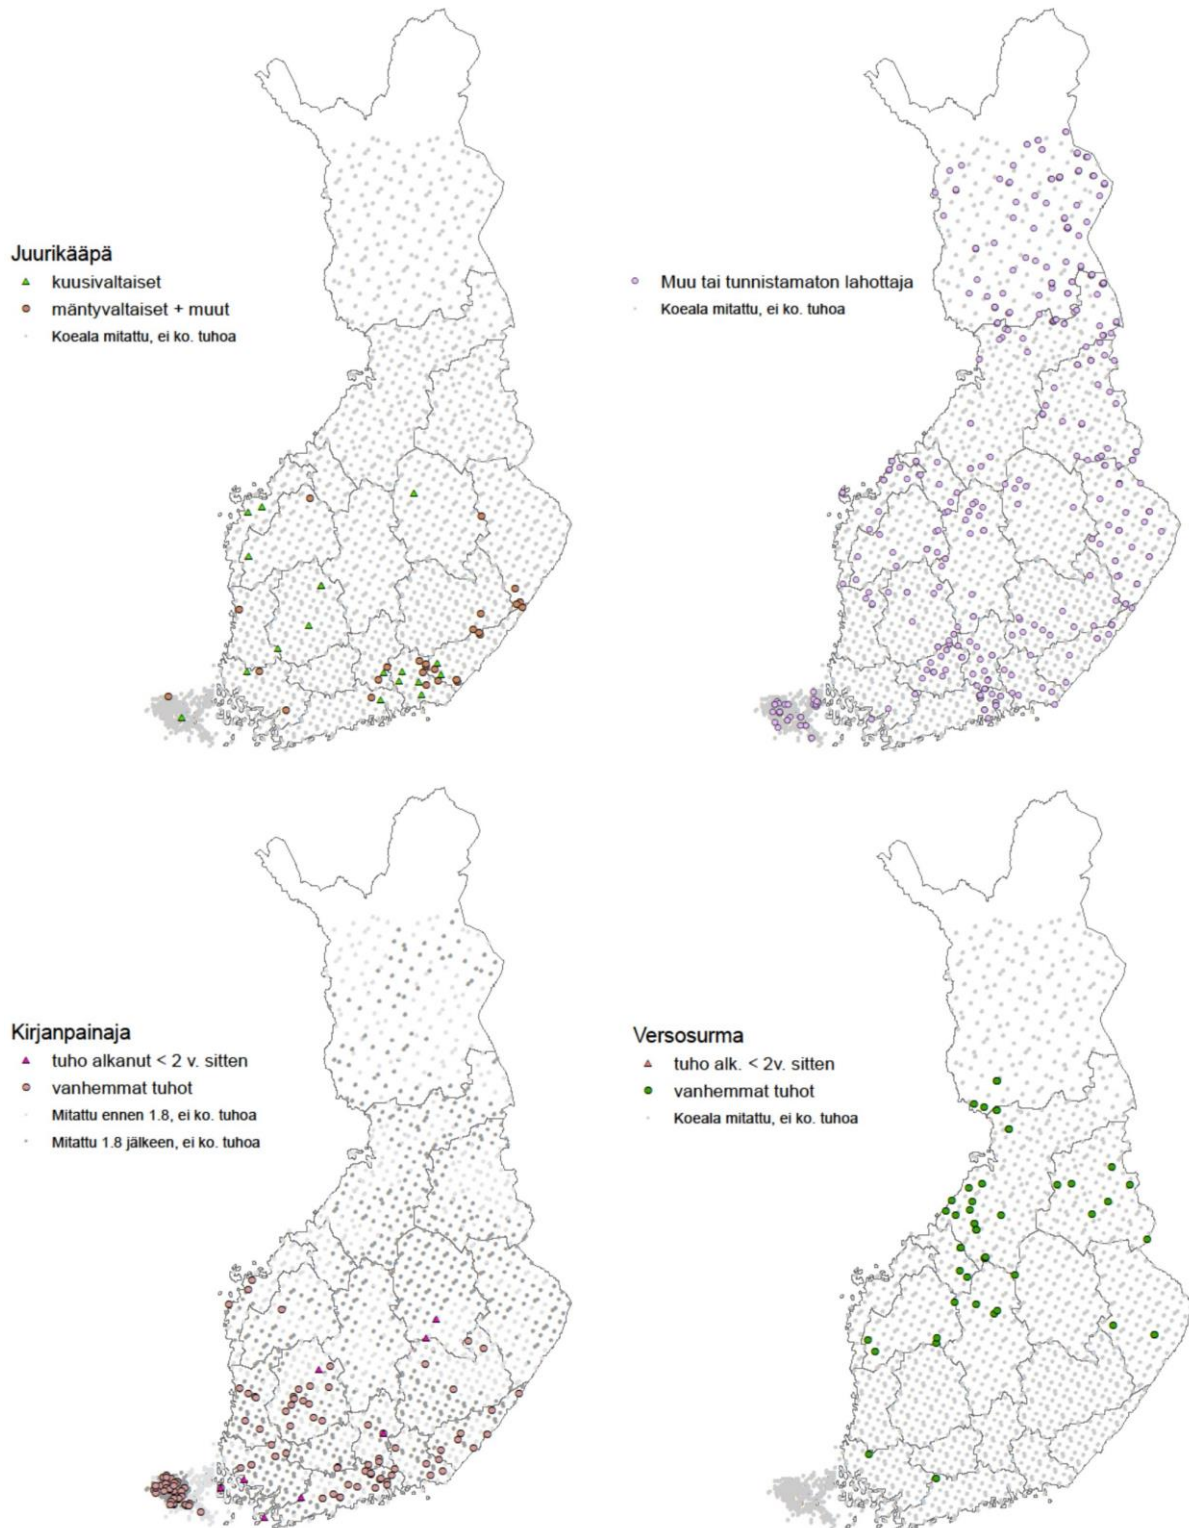 Juurikääpä
kuusivaltaiset
mäntyvaltaiset + muut
Koeala mitattu, ei ko. tuhoa
Muu tai tunnistamaton lahottaja
Koeala mitattu, ei ko. tuhoa
Kirjanpainaja
tuho alkanut < 2 v. sitten
vanhemmat tuhot
Mitattu ennen 1.8, ei ko. tuhoa
Mitattu 1.8 jälkeen, ei ko. tuhoa
Versosurma
tuho alk. < 2v. sitten
vanhemmat tuhot
Koeala mitattu, ei ko. tuhoa